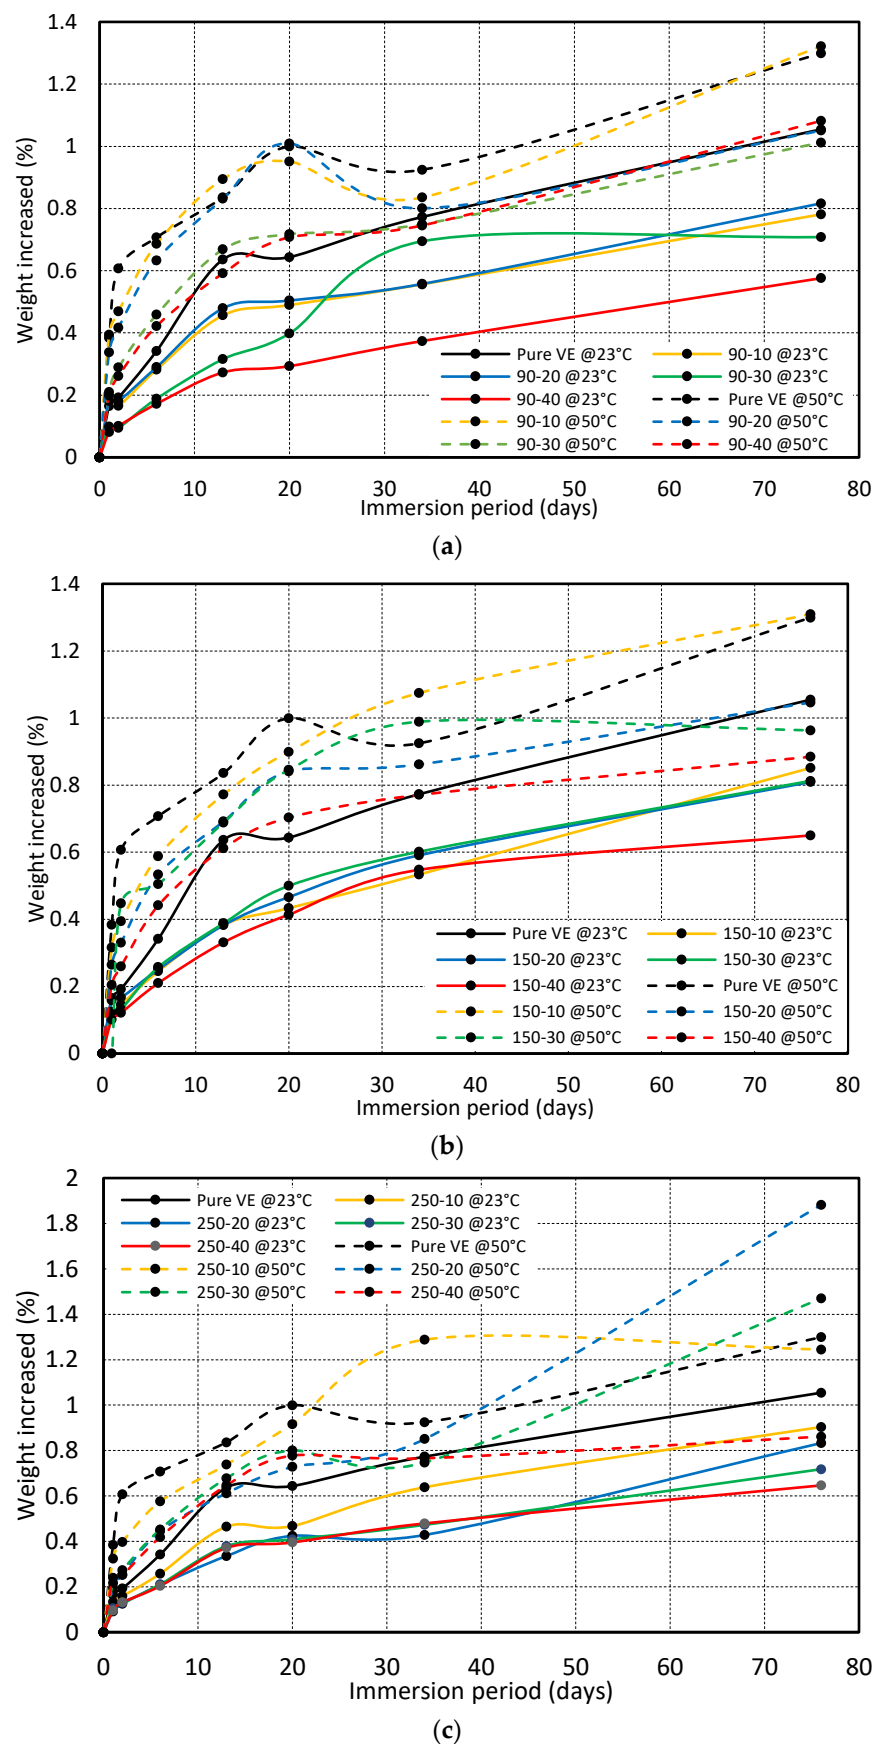 1.4
1.2
1
0.8
0.6
0.4
0.2
0
Weight increased (%)
Pure VE @23°C 90-10 @23°C
90-20 @23°C 90-30 @23°C
90-40 @23°C Pure VE @50°C
90-10 @50°C 90-20 @50°C
90-30 @50°C 90-40 @50°C
0 10 20 30 40 50 60 70 80
Immersion period (days)
(a)
1.4
1.2
1
0.8
0.6
0.4
0.2
0
Weight increased (%)
Pure VE @23°C 150-10 @23°C
150-20 @23°C 150-30 @23°C
150-40 @23°C Pure VE @50°C
150-10 @50°C 150-20 @50°C
150-30 @50°C 150-40 @50°C
0 10 20 30 40 50 60 70 80
Immersion period (days)
(b)
2
1.8
1.6
1.4
1.2
1
0.8
0.6
0.4
0.2
0
Weight increased (%)
Pure VE @23°C 250-10 @23°C
250-20 @23°C 250-30 @23°C
250-40 @23°C Pure VE @50°C
250-10 @50°C 250-20 @50°C
250-30 @50°C 250-40 @50°C
0 10 20 30 40 50 60 70 80
Immersion period (days)
(c)